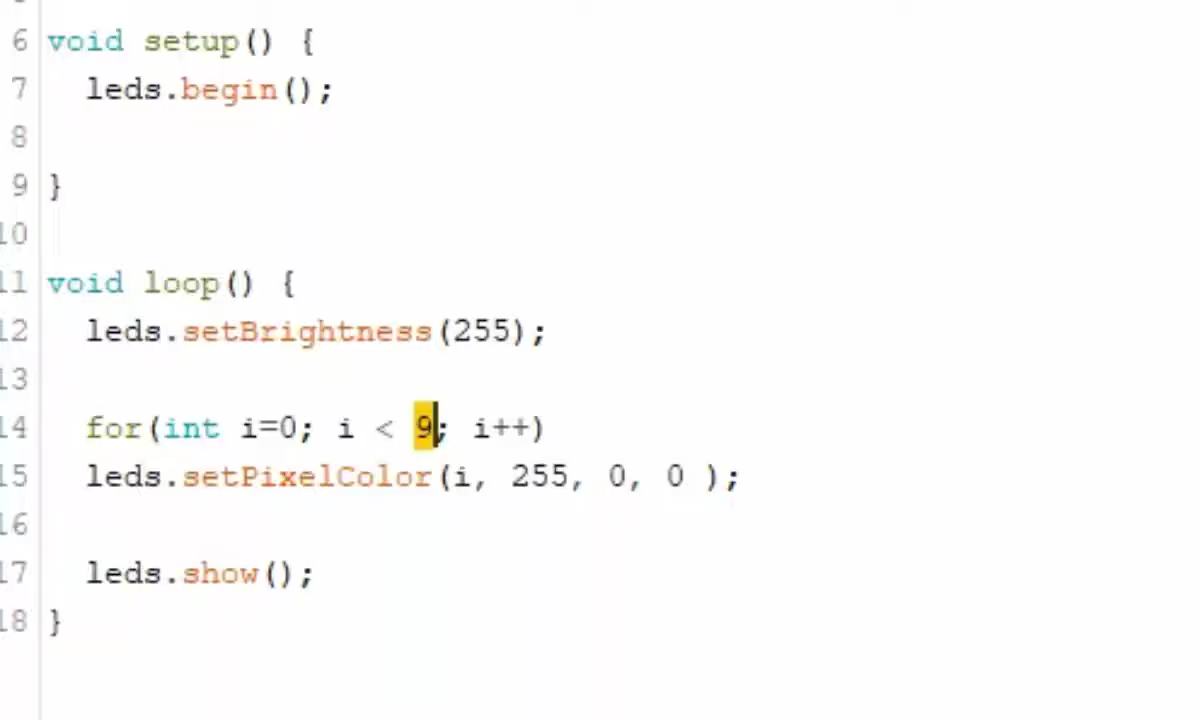 6 void setup() {
7 leds.begin();
8
9 }
10
11 void loop() {
12 leds.setBrightness(255);
13
14 for(int i=0; i < 9; i++)
15 leds.setPixelColor(i, 255, 0, 0 );
16
17 leds.show();
18 }